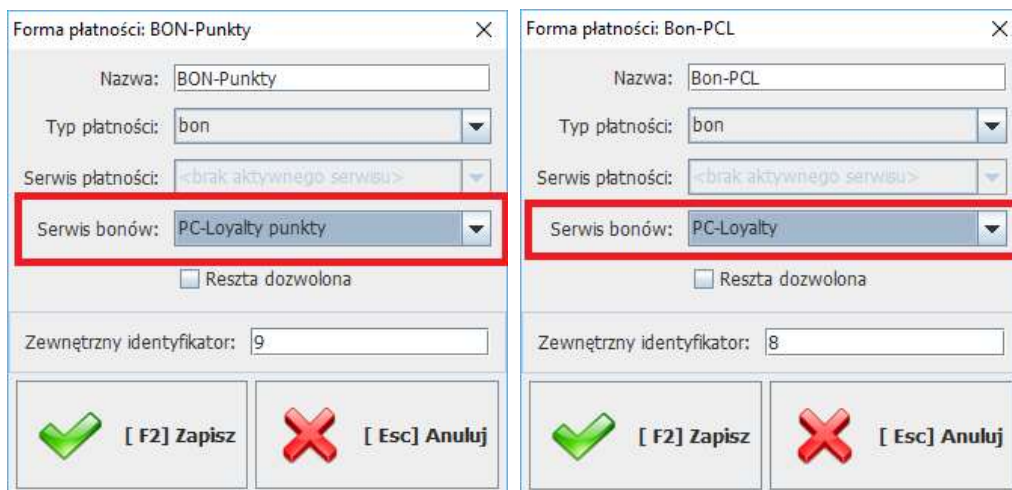 Forma płatności: BON-Punkty
Nazwa: BON-Punkty
Typ płatności: bon
Serwis płatności: <brak aktywnego serwisu>
Serwis bonów: PC-Loyalty punkty
Reszta dozwolona
Zewnętrzny identyfikator: 9
[ F2] Zapisz [ Esc] Anuluj
Forma płatności: Bon-PCL
Nazwa: Bon-PCL
Typ płatności: bon
Serwis płatności: <brak aktywnego serwisu>
Serwis bonów: PC-Loyalty
Reszta dozwolona
Zewnętrzny identyfikator: 8
[ F2] Zapisz [ Esc] Anuluj